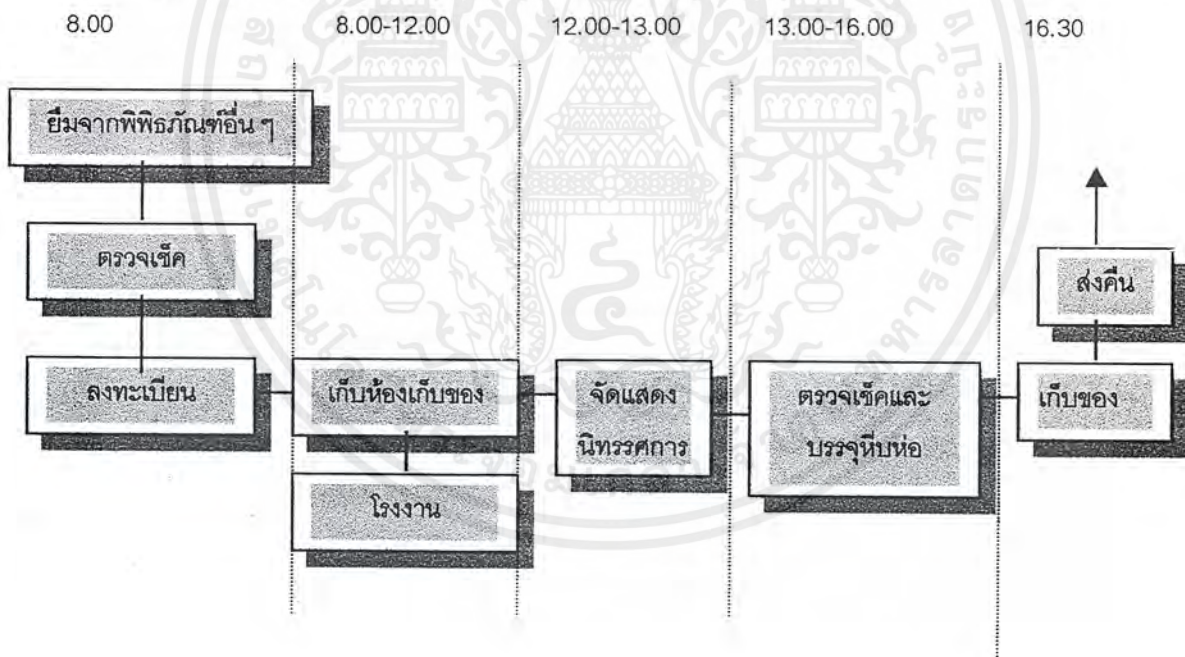 8.00 8.00-12.00 12.00-13.00 13.00-16.00 16.30
ยืมจากพิพิธภัณฑ์อื่น ๆ
ตรวจเช็ค
ลงทะเบียน
เก็บห้องเก็บของ
โรงงาน
จัดแสดง
นิทรรศการ
ตรวจเช็คและ
บรรจุหีบห่อ
เก็บของ
ส่งคืน